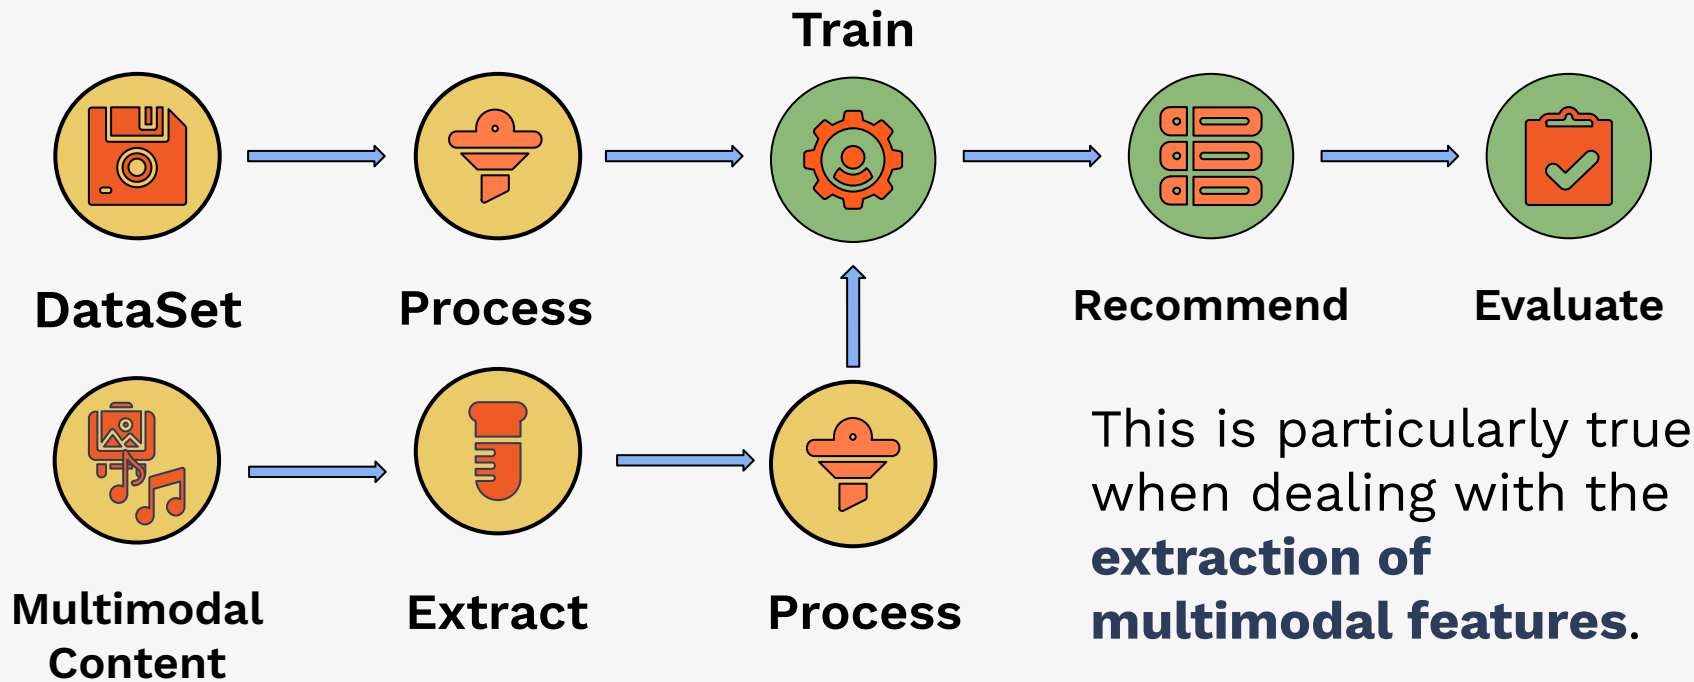 Train
DataSet
Process
Recommend
Evaluate
Multimodal
Content
Extract
Process
This is particularly true
when dealing with the
extraction of
multimodal features.